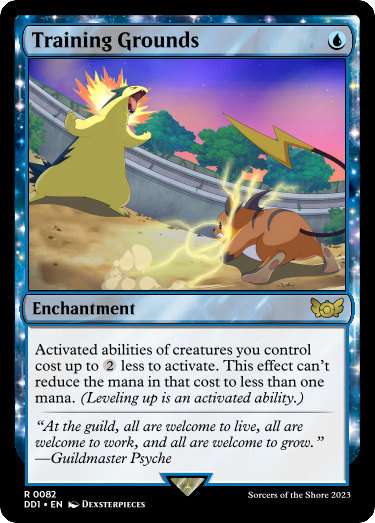 Training Grounds
Enchantment
Activated abilities of creatures you control
cost up to 2 less to activate. This effect can't
reduce the mana in that cost to less than one
mana. (Leveling up is an activated ability.)
“At the guild, all are welcome to live, all are
welcome to work, and all are welcome to grow.”
—Guildmaster Psyche
R 0082
DD1 • EN Dexterpieces
Sorcers of the Shore 2023